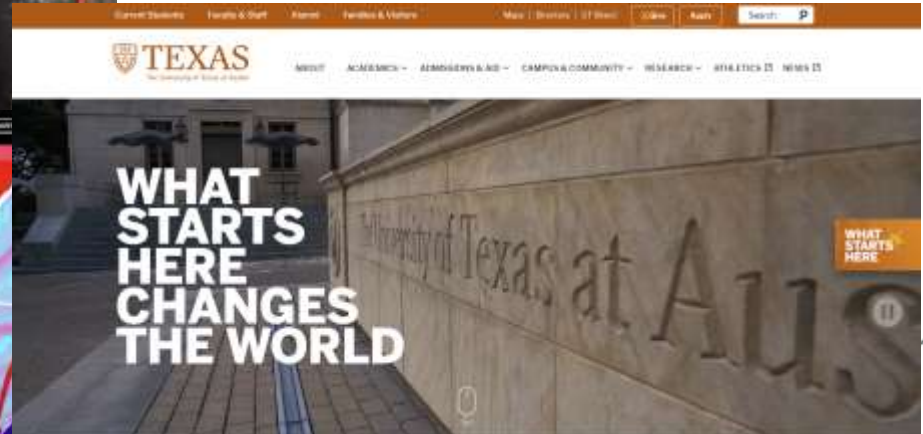 Current Students Faculty & Staff Alumni Families & Visitors Maps | Directory | UT Direct Give Apply Search
TEXAS
The University of Texas at Austin
ABOUT ACADEMICS ADMISSIONS & AID CAMPUS & COMMUNITY RESEARCH ATHLETICS NEWS
WHAT
STARTS
HERE
CHANGES
THE WORLD
The University of Texas at Aus
WHAT
STARTS
HERE